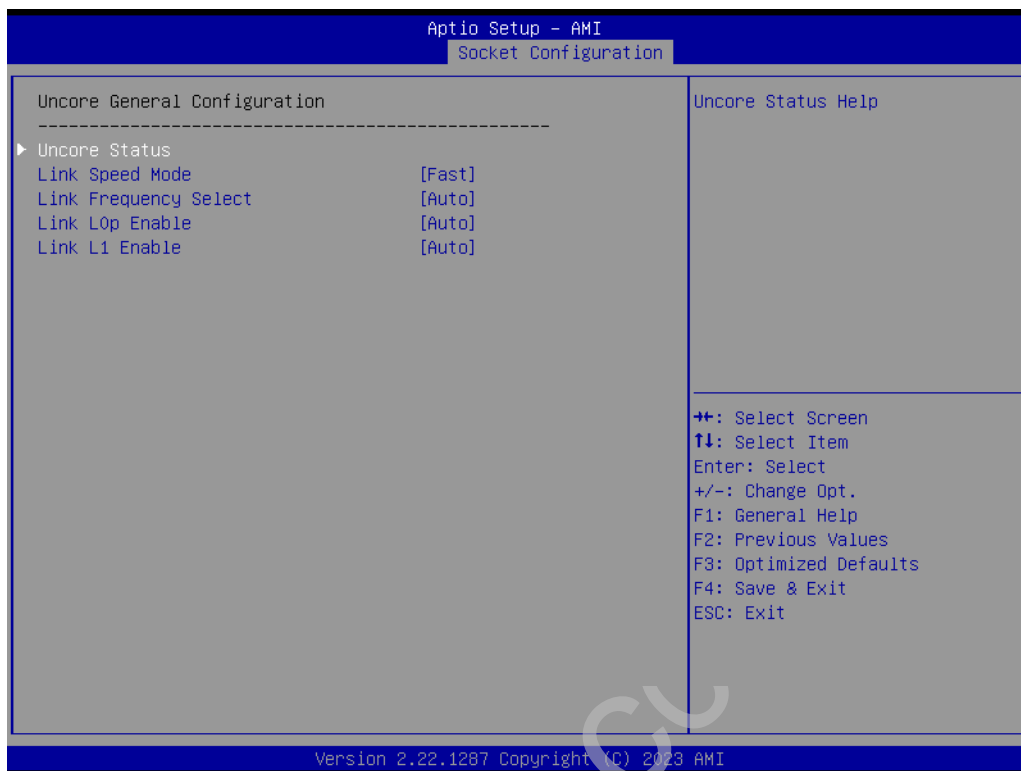 Aptio Setup – AMI
Socket Configuration
Uncore General Configuration
--------------------------------------------------
Uncore Status
Link Speed Mode [Fast]
Link Frequency Select [Auto]
Link L0p Enable [Auto]
Link L1 Enable [Auto]
Uncore Status Help
→←: Select Screen
↑↓: Select Item
Enter: Select
+/-: Change Opt.
F1: General Help
F2: Previous Values
F3: Optimized Defaults
F4: Save & Exit
ESC: Exit
Version 2.22.1287 Copyright (C) 2023 AMI